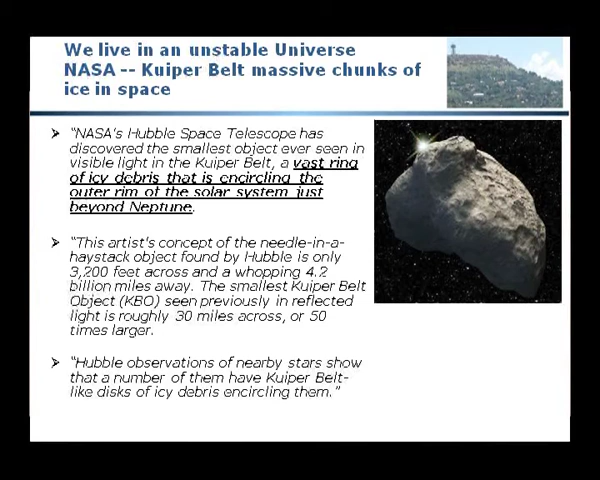 We live in an unstable Universe
NASA -- Kuiper Belt massive chunks of
ice in space
➢ "NASA's Hubble Space Telescope has
discovered the smallest object ever seen in
visible light in the Kuiper Belt, a vast ring
of icy debris that is encircling the
outer rim of the solar system just
beyond Neptune.
➢ "This artist's concept of the needle-in-a-
haystack object found by Hubble is only
3,200 feet across and a whopping 4.2
billion miles away. The smallest Kuiper Belt
Object (KBO) seen previously in reflected
light is roughly 30 miles across, or 50
times larger.
➢ "Hubble observations of nearby stars show
that a number of them have Kuiper Belt-
like disks of icy debris encircling them."